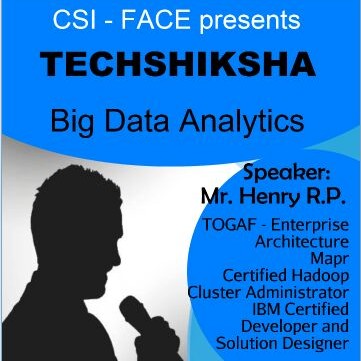 CSI - FACE presents
TECHSHIKSHA
Big Data Analytics
Speaker:
Mr. Henry R.P.
TOGAF - Enterprise
Architecture
Mapr
Certified Hadoop
Cluster Administrator
IBM Certified
Developer and
Solution Designer